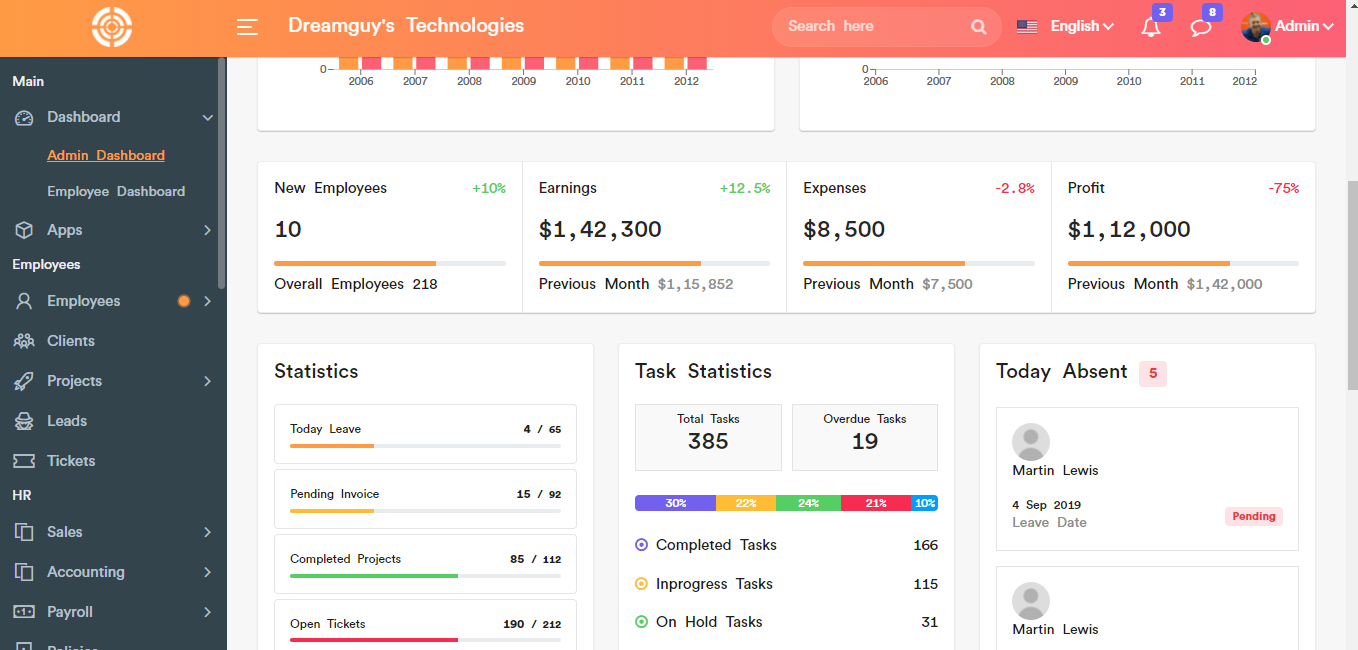 Dreamguy's Technologies
Search here
English
3
8
Admin
Main
Dashboard
Admin Dashboard
Employee Dashboard
Apps
Employees
Employees
Clients
Projects
Leads
Tickets
HR
Sales
Accounting
Payroll
0
2006 2007 2008 2009 2010 2011 2012
0
2006 2007 2008 2009 2010 2011 2012
New Employees +10%
10
Overall Employees 218
Earnings +12.5%
$1,42,300
Previous Month $1,15,852
Expenses -2.8%
$8,500
Previous Month $7,500
Profit -75%
$1,12,000
Previous Month $1,42,000
Statistics
Today Leave 4 / 65
Pending Invoice 15 / 92
Completed Projects 85 / 112
Open Tickets 190 / 212
Task Statistics
Total Tasks
385
Overdue Tasks
19
30% 22% 24% 21% 10%
Completed Tasks 166
Inprogress Tasks 115
On Hold Tasks 31
Today Absent 5
Martin Lewis
4 Sep 2019
Leave Date
Pending
Martin Lewis